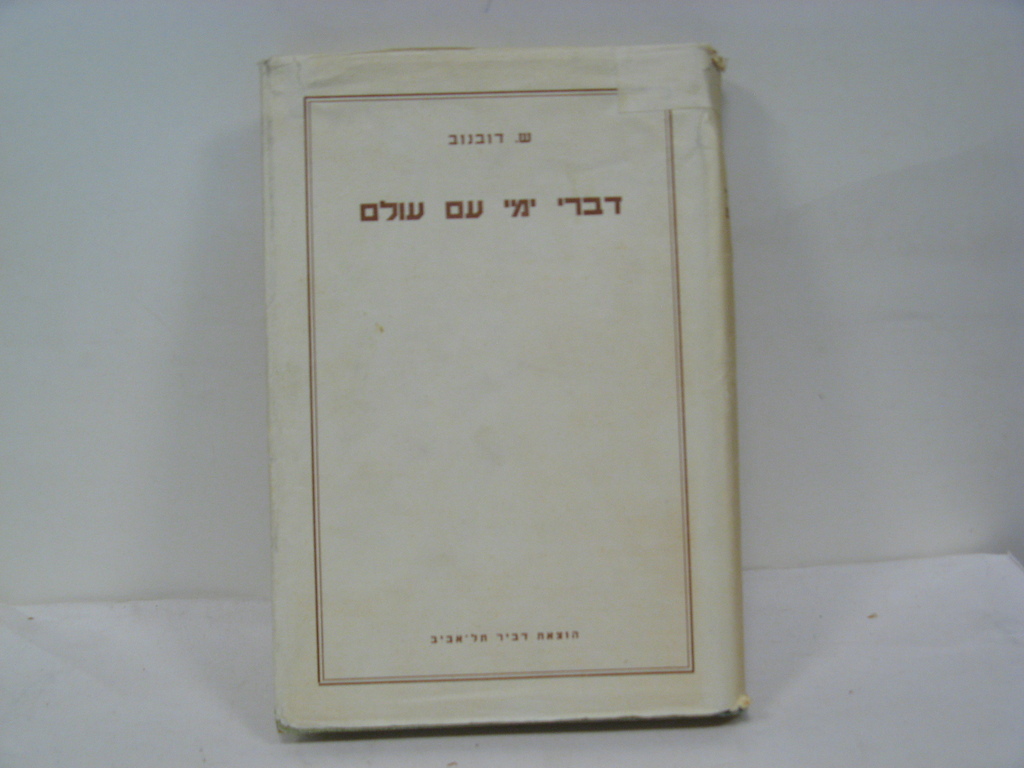 ש. דובנוב
דברי ימי עם עולם
הוצאת דביר תל־אביב